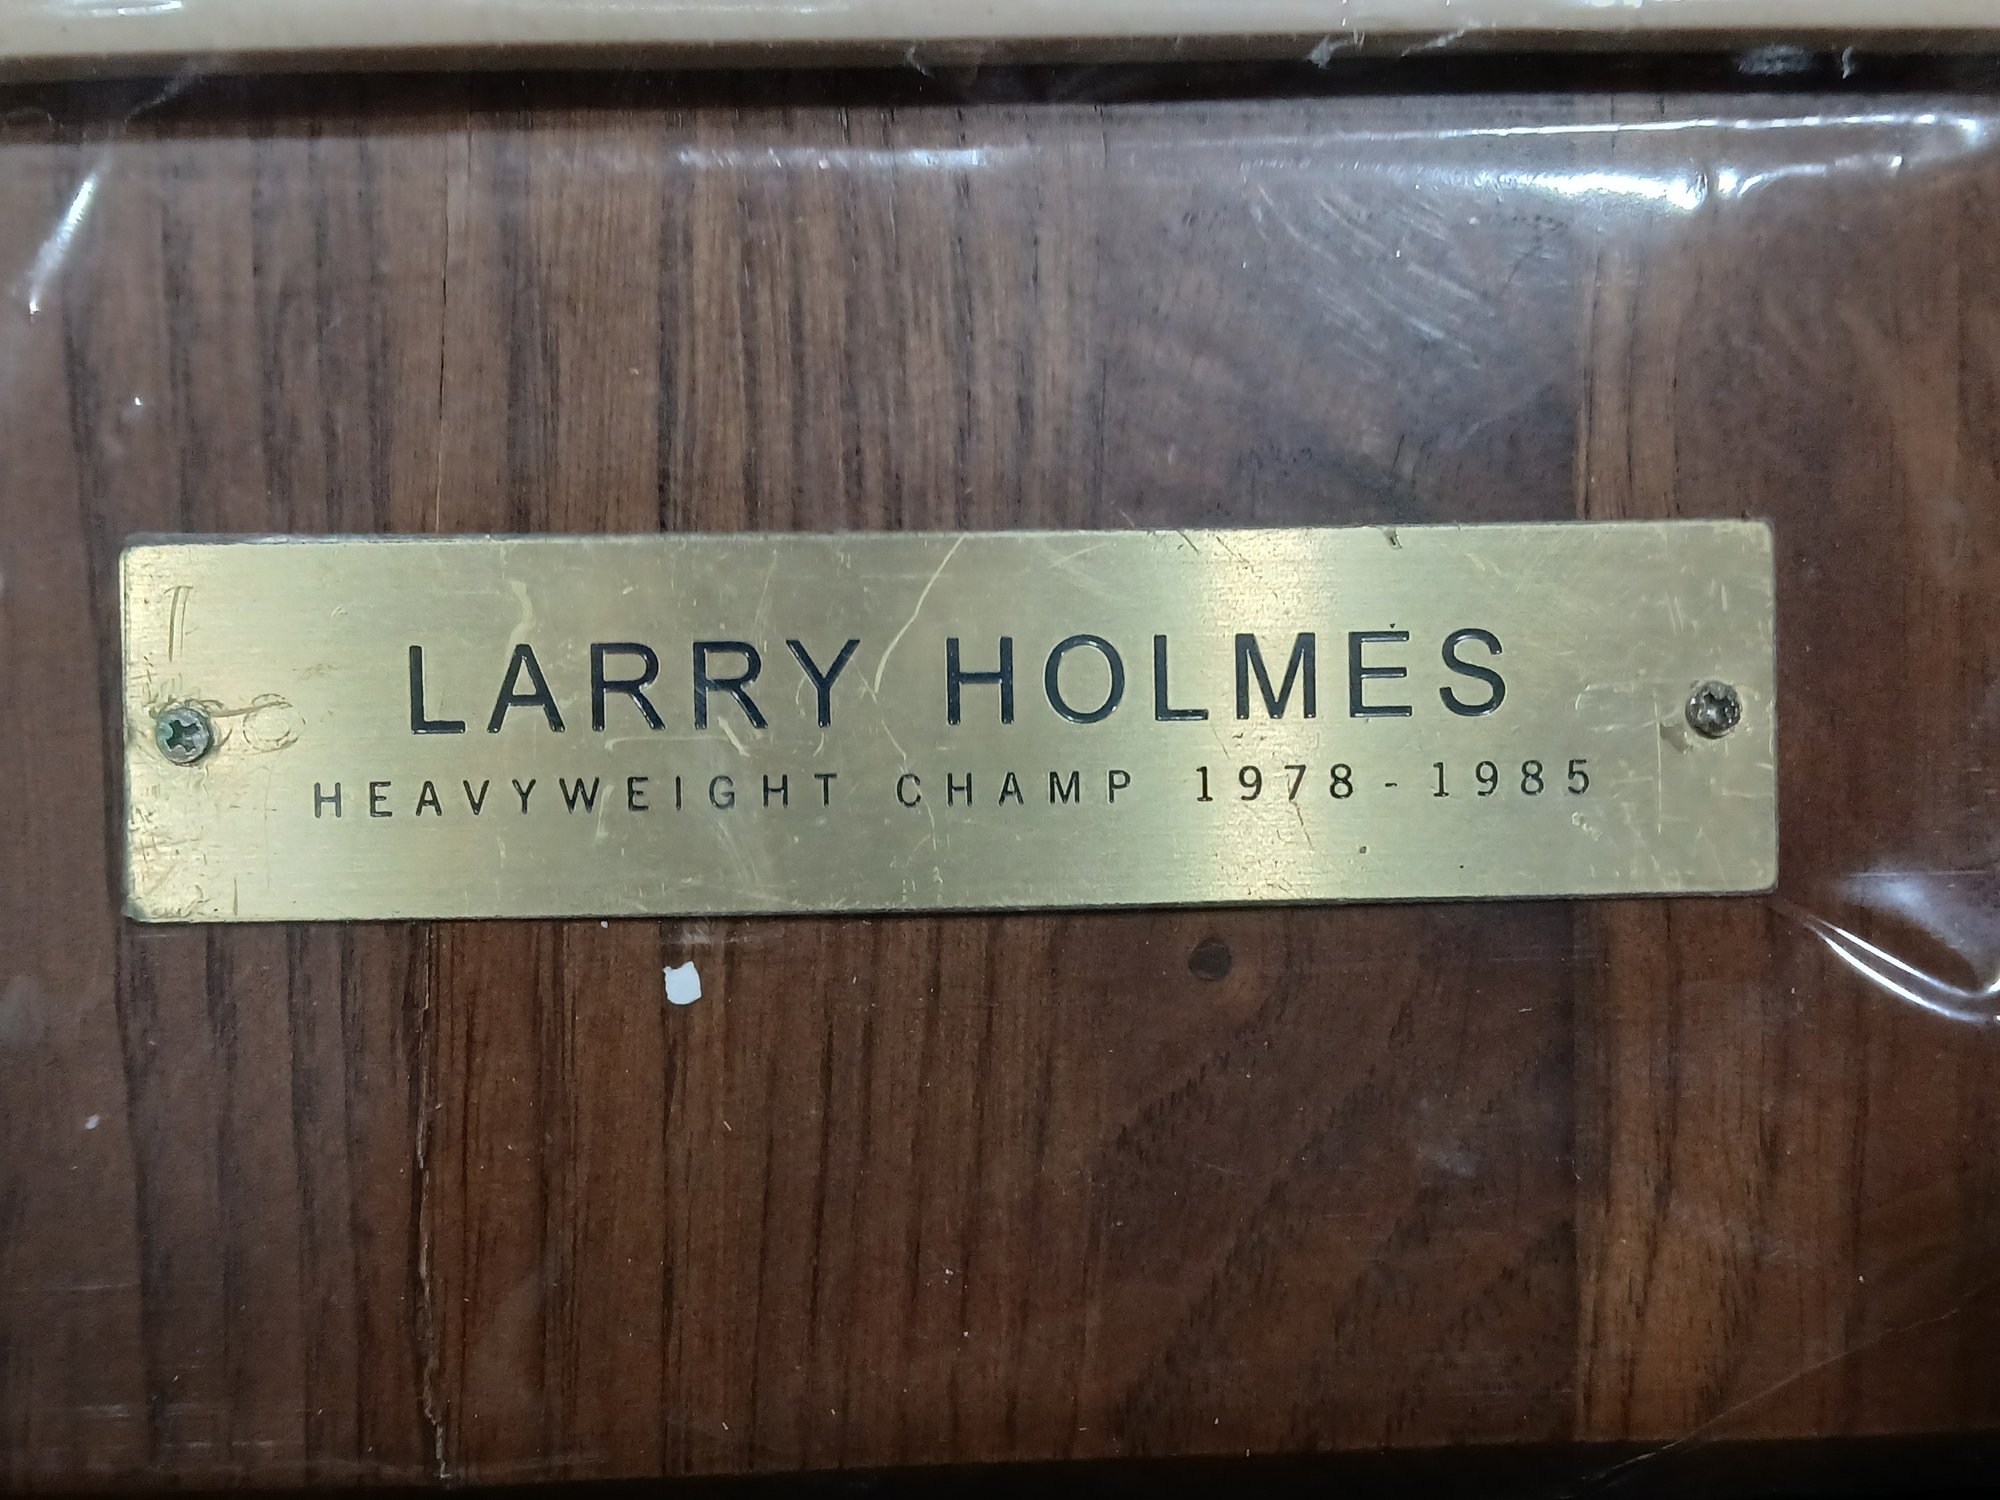 LARRY HOLMES
HEAVYWEIGHT CHAMP 1978-1985